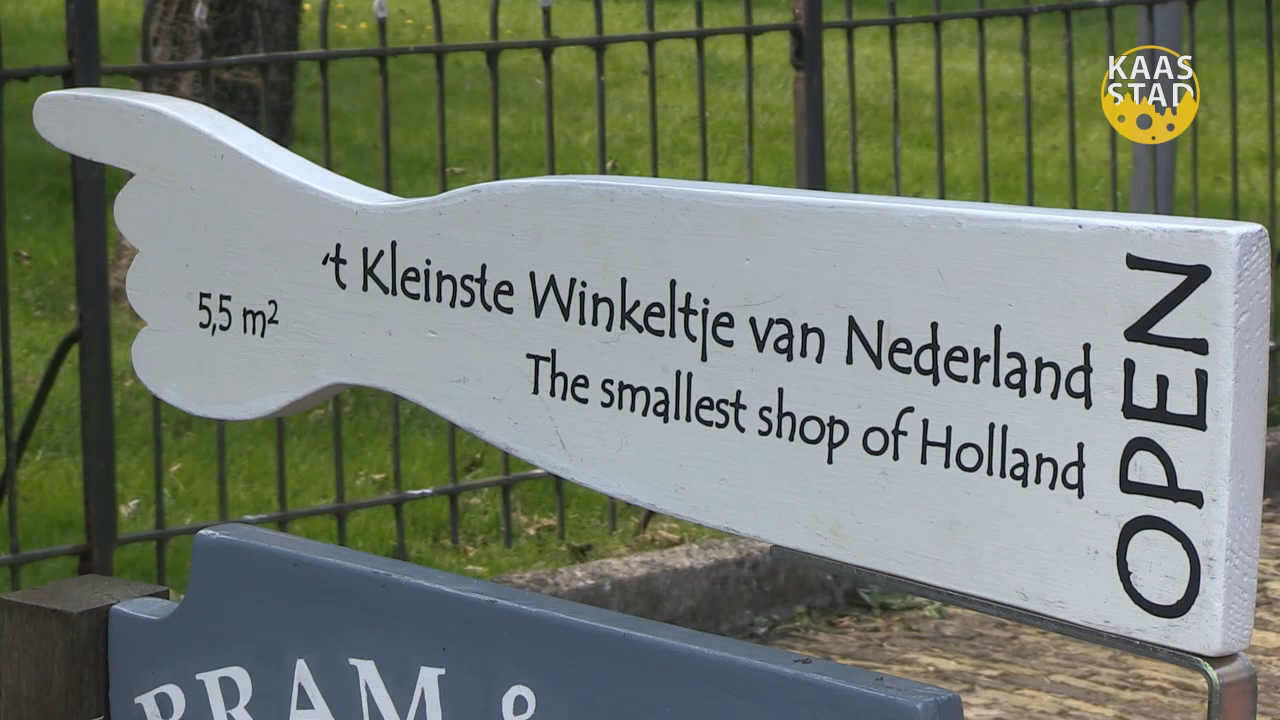 KAAS
STAD
5,5 m²
't Kleinste Winkeltje van Nederland
The smallest shop of Holland
OPEN
BRAM &